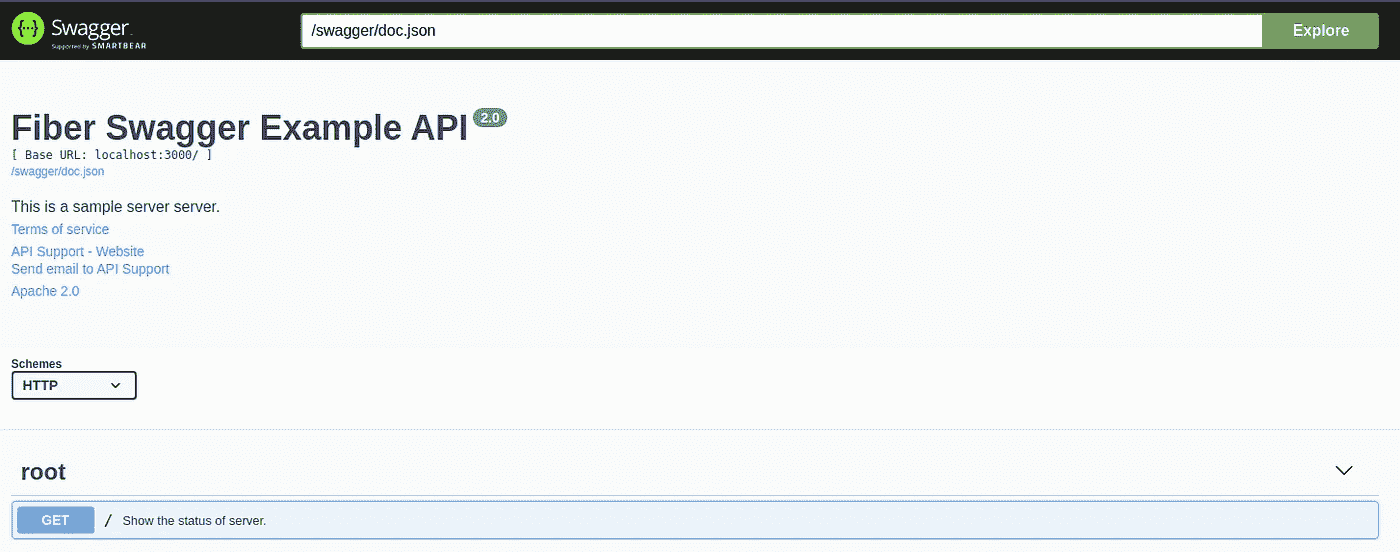 Swagger
Supported by SMARTBEAR
/swagger/doc.json
Explore
Fiber Swagger Example API 2.0
[ Base URL: localhost:3000/ ]
/swagger/doc.json
This is a sample server server.
Terms of service
API Support - Website
Send email to API Support
Apache 2.0
Schemes
HTTP
root
GET / Show the status of server.